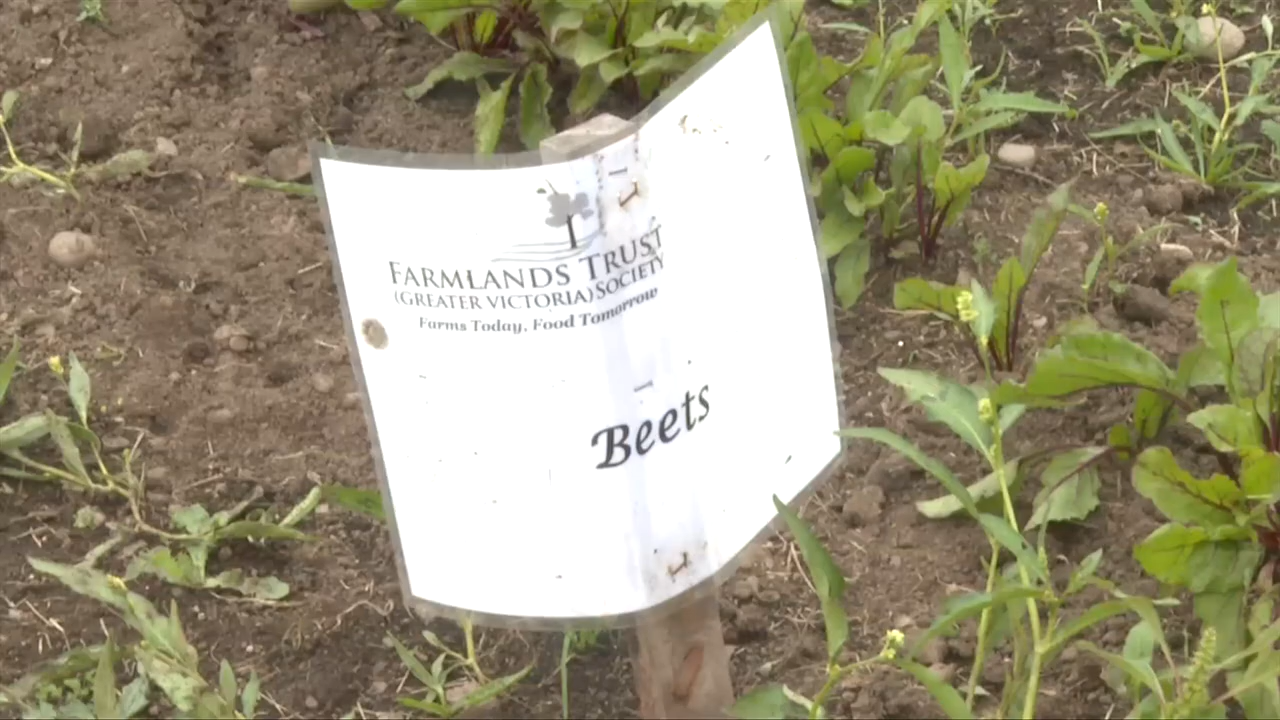 FARMLANDS TRUST
(GREATER VICTORIA) SOCIETY
Farms Today, Food Tomorrow
Beets